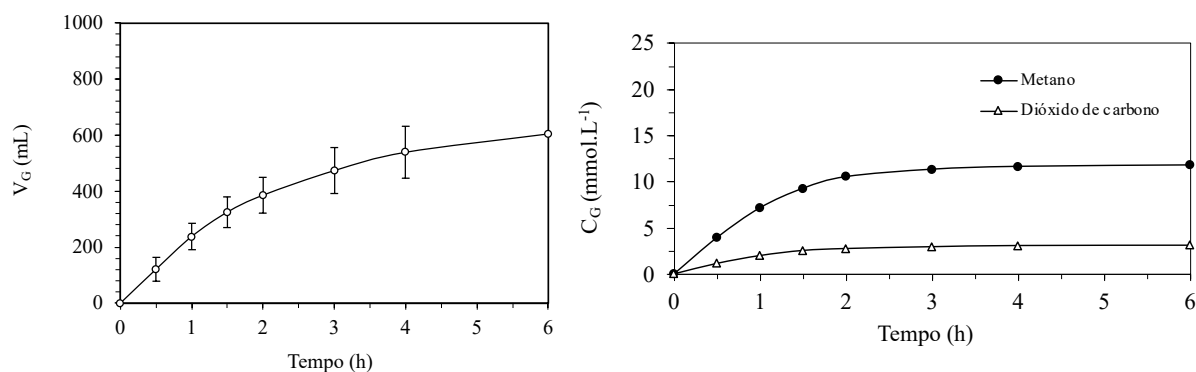 1000
800
600
400
200
0
V_G (mL)
0 1 2 3 4 5 6
Tempo (h)
25
20
15
10
5
0
C_G (mmol.L⁻¹)
Metano
Dióxido de carbono
0 1 2 3 4 5 6
Tempo (h)